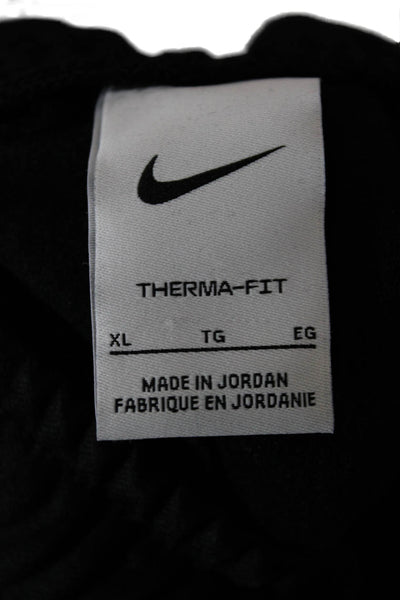 THERMA-FIT
XL TG EG
MADE IN JORDAN
FABRIQUE EN JORDANIE